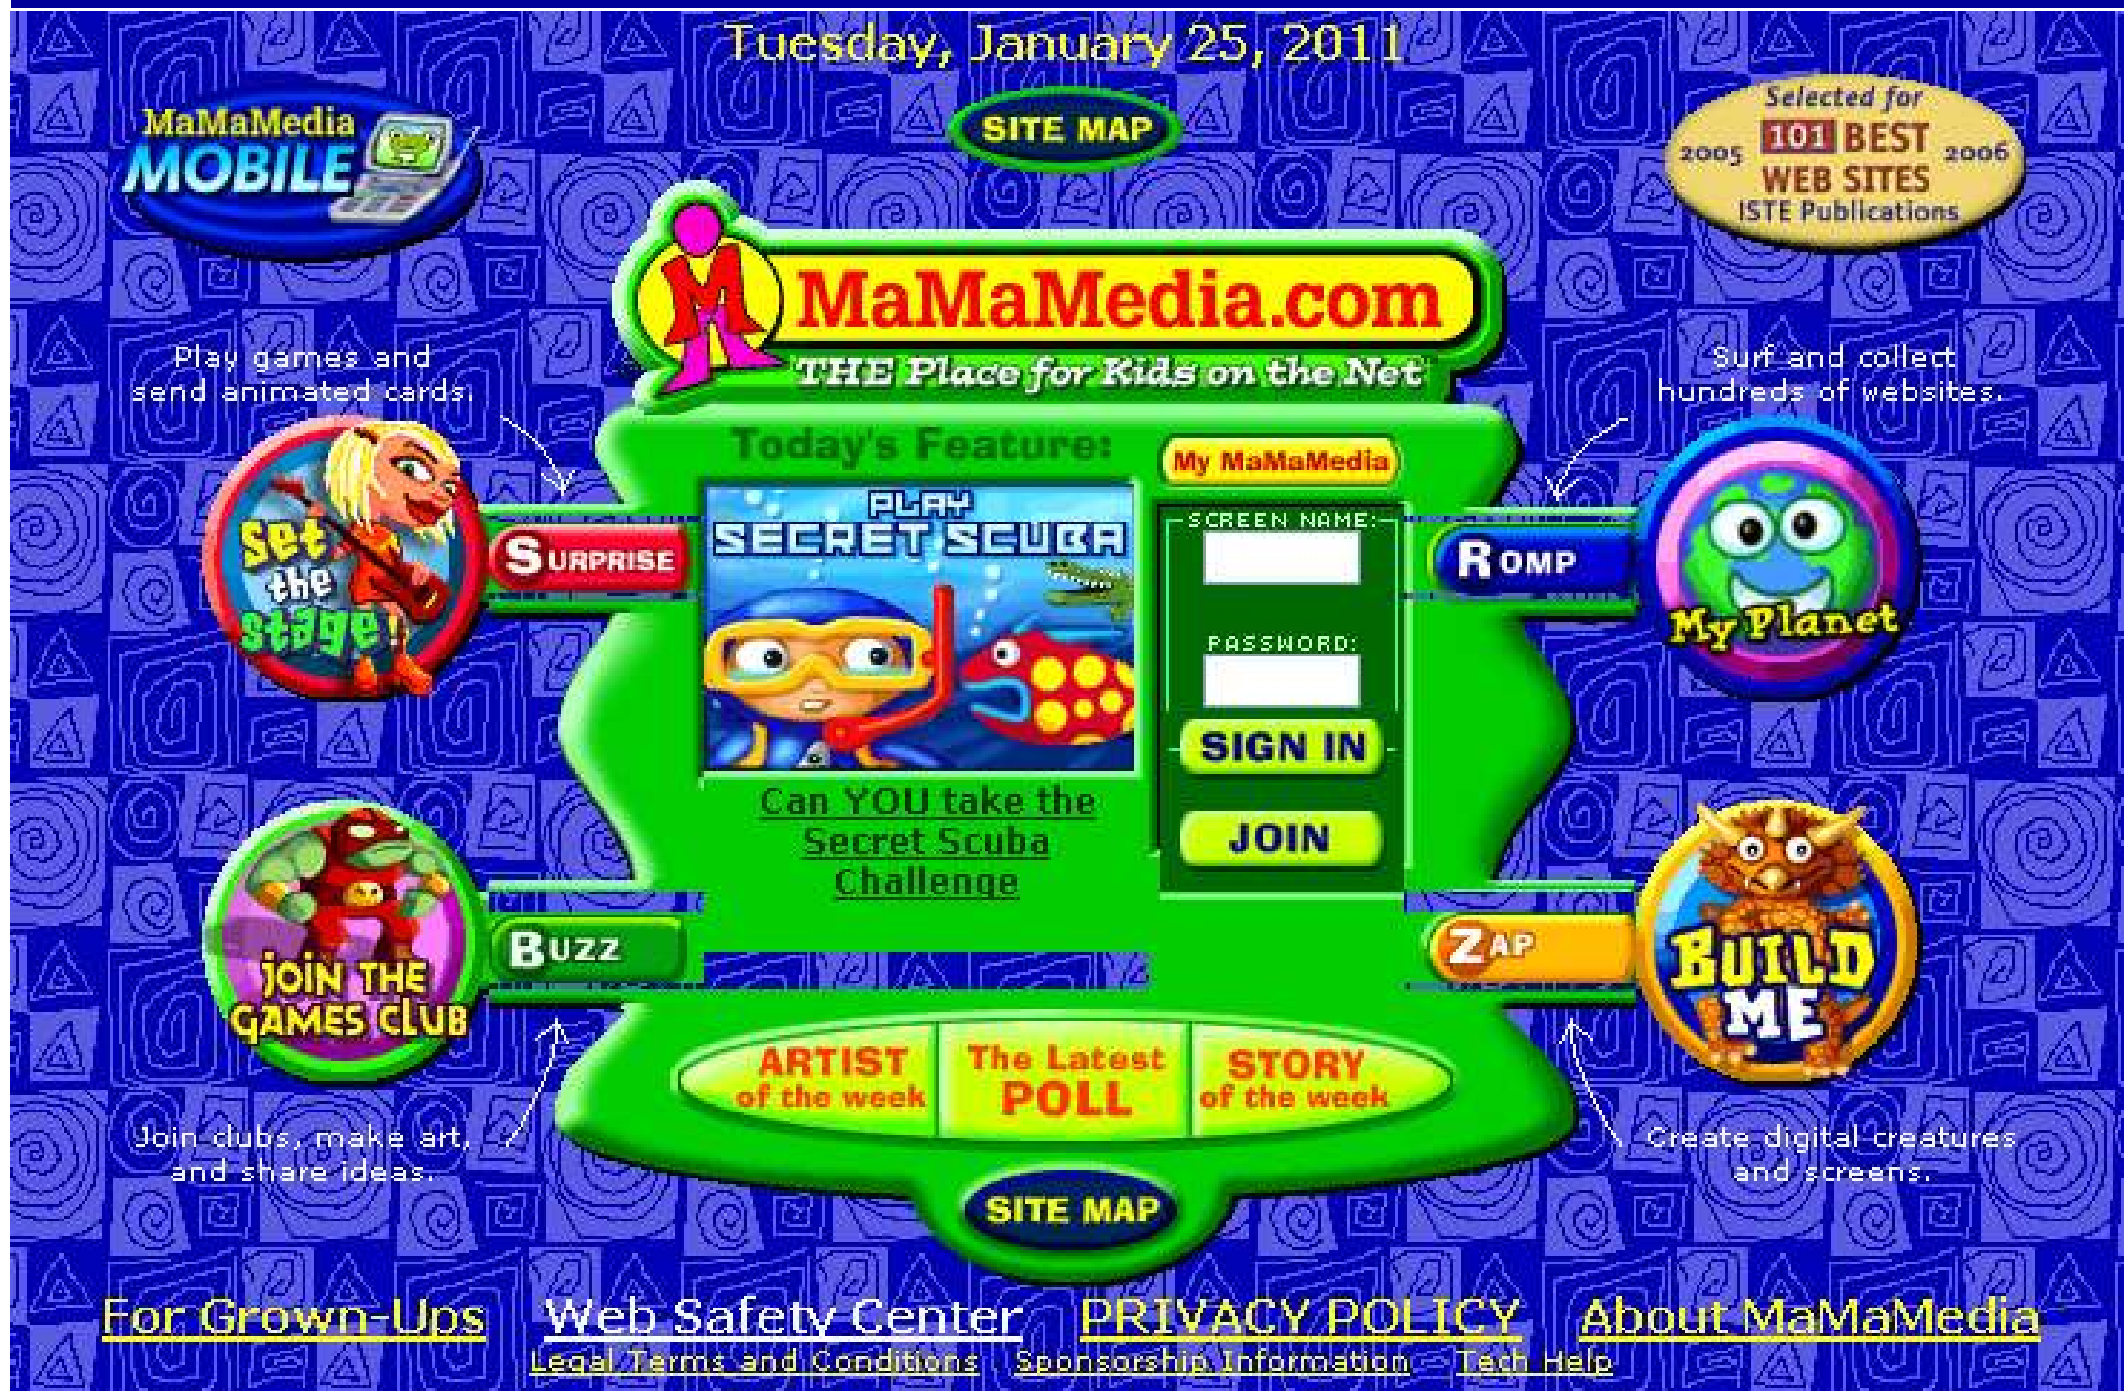 Tuesday, January 25, 2011
MaMaMedia
MOBILE
SITE MAP
Selected for
101 BEST
2005 2006
WEB SITES
ISTE Publications
MaMaMedia.com
THE Place for Kids on the Net
Play games and
send animated cards.
Surf and collect
hundreds of websites.
Set
the
stage!
SURPRISE
Today's Feature:
PLAY
SECRET SCUBA
Can YOU take the
Secret Scuba
Challenge
My MaMaMedia
SCREEN NAME:
PASSWORD:
SIGN IN
JOIN
ROMP
My Planet
JOIN THE
GAMES CLUB
BUZZ
ZAP
BUILD
ME
ARTIST
of the week
The Latest
POLL
STORY
of the week
Join clubs, make art,
and share ideas.
Create digital creatures
and screens.
SITE MAP
For Grown-Ups Web Safety Center PRIVACY POLICY About MaMaMedia
Legal Terms and Conditions Sponsorship Information Tech Help